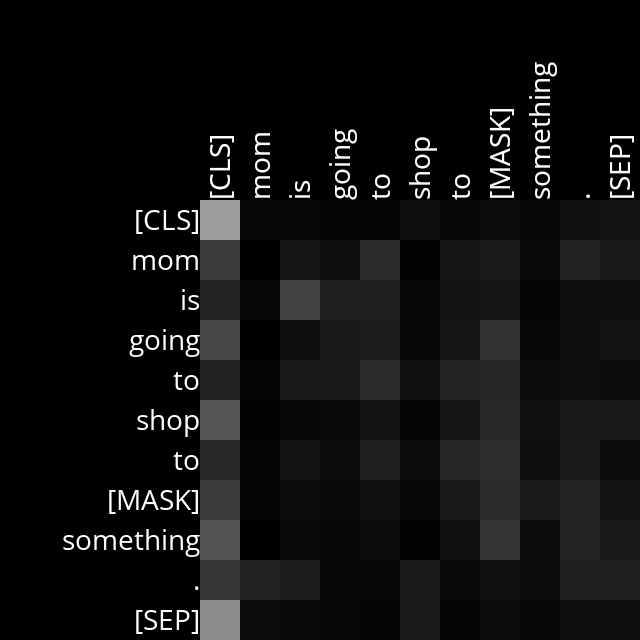 [CLS] mom is going to shop to [MASK] something . [SEP]
[CLS]
mom
is
going
to
shop
to
[MASK]
something
.
[SEP]